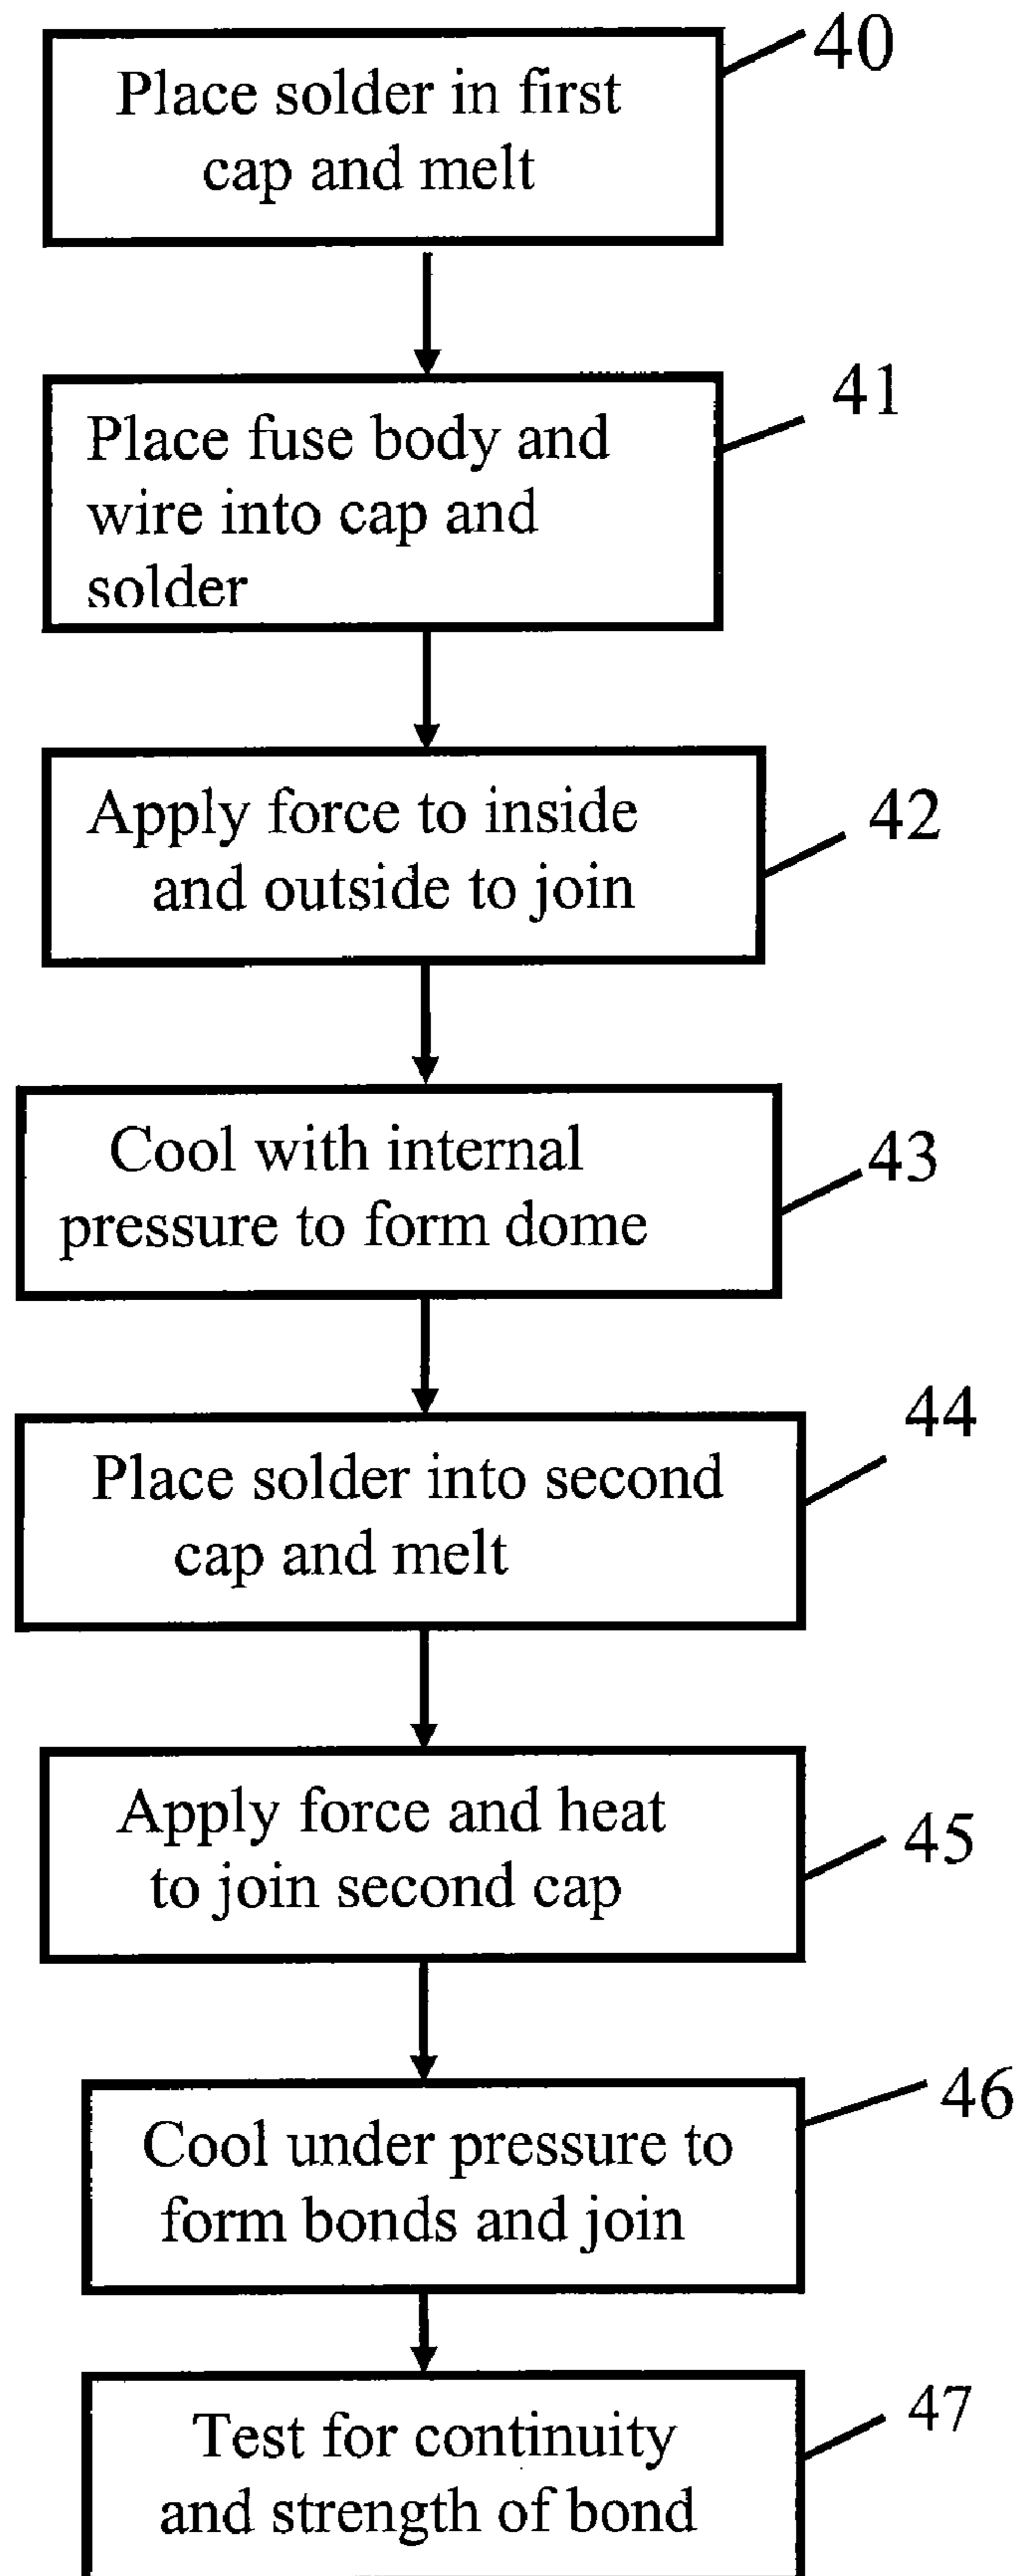 40
Place solder in first
cap and melt
41
Place fuse body and
wire into cap and
solder
42
Apply force to inside
and outside to join
43
Cool with internal
pressure to form dome
44
Place solder into second
cap and melt
45
Apply force and heat
to join second cap
46
Cool under pressure to
form bonds and join
47
Test for continuity
and strength of bond